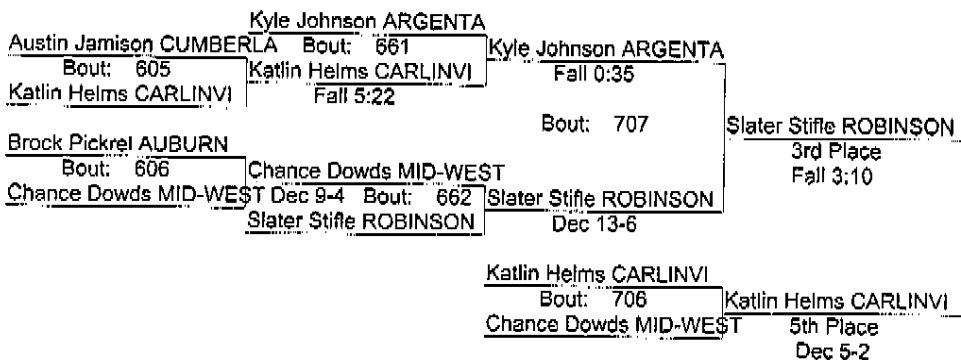 Kyle Johnson ARGENTA
Austin Jamison CUMBERLA Bout: 661 Kyle Johnson ARGENTA
Bout: 605 Katlin Helms CARLINVI Fall 0:35
Katlin Helms CARLINVI Fall 5:22
Bout: 707 Slater Stifle ROBINSON
Brock Pickrel AUBURN 3rd Place
Bout: 606 Chance Dowds MID-WEST Fall 3:10
Chance Dowds MID-WEST Dec 9-4 Bout: 662 Slater Stifle ROBINSON
Slater Stifle ROBINSON Dec 13-6
Katlin Helms CARLINVI
Bout: 706 Katlin Helms CARLINVI
Chance Dowds MID-WEST 5th Place
Dec 5-2